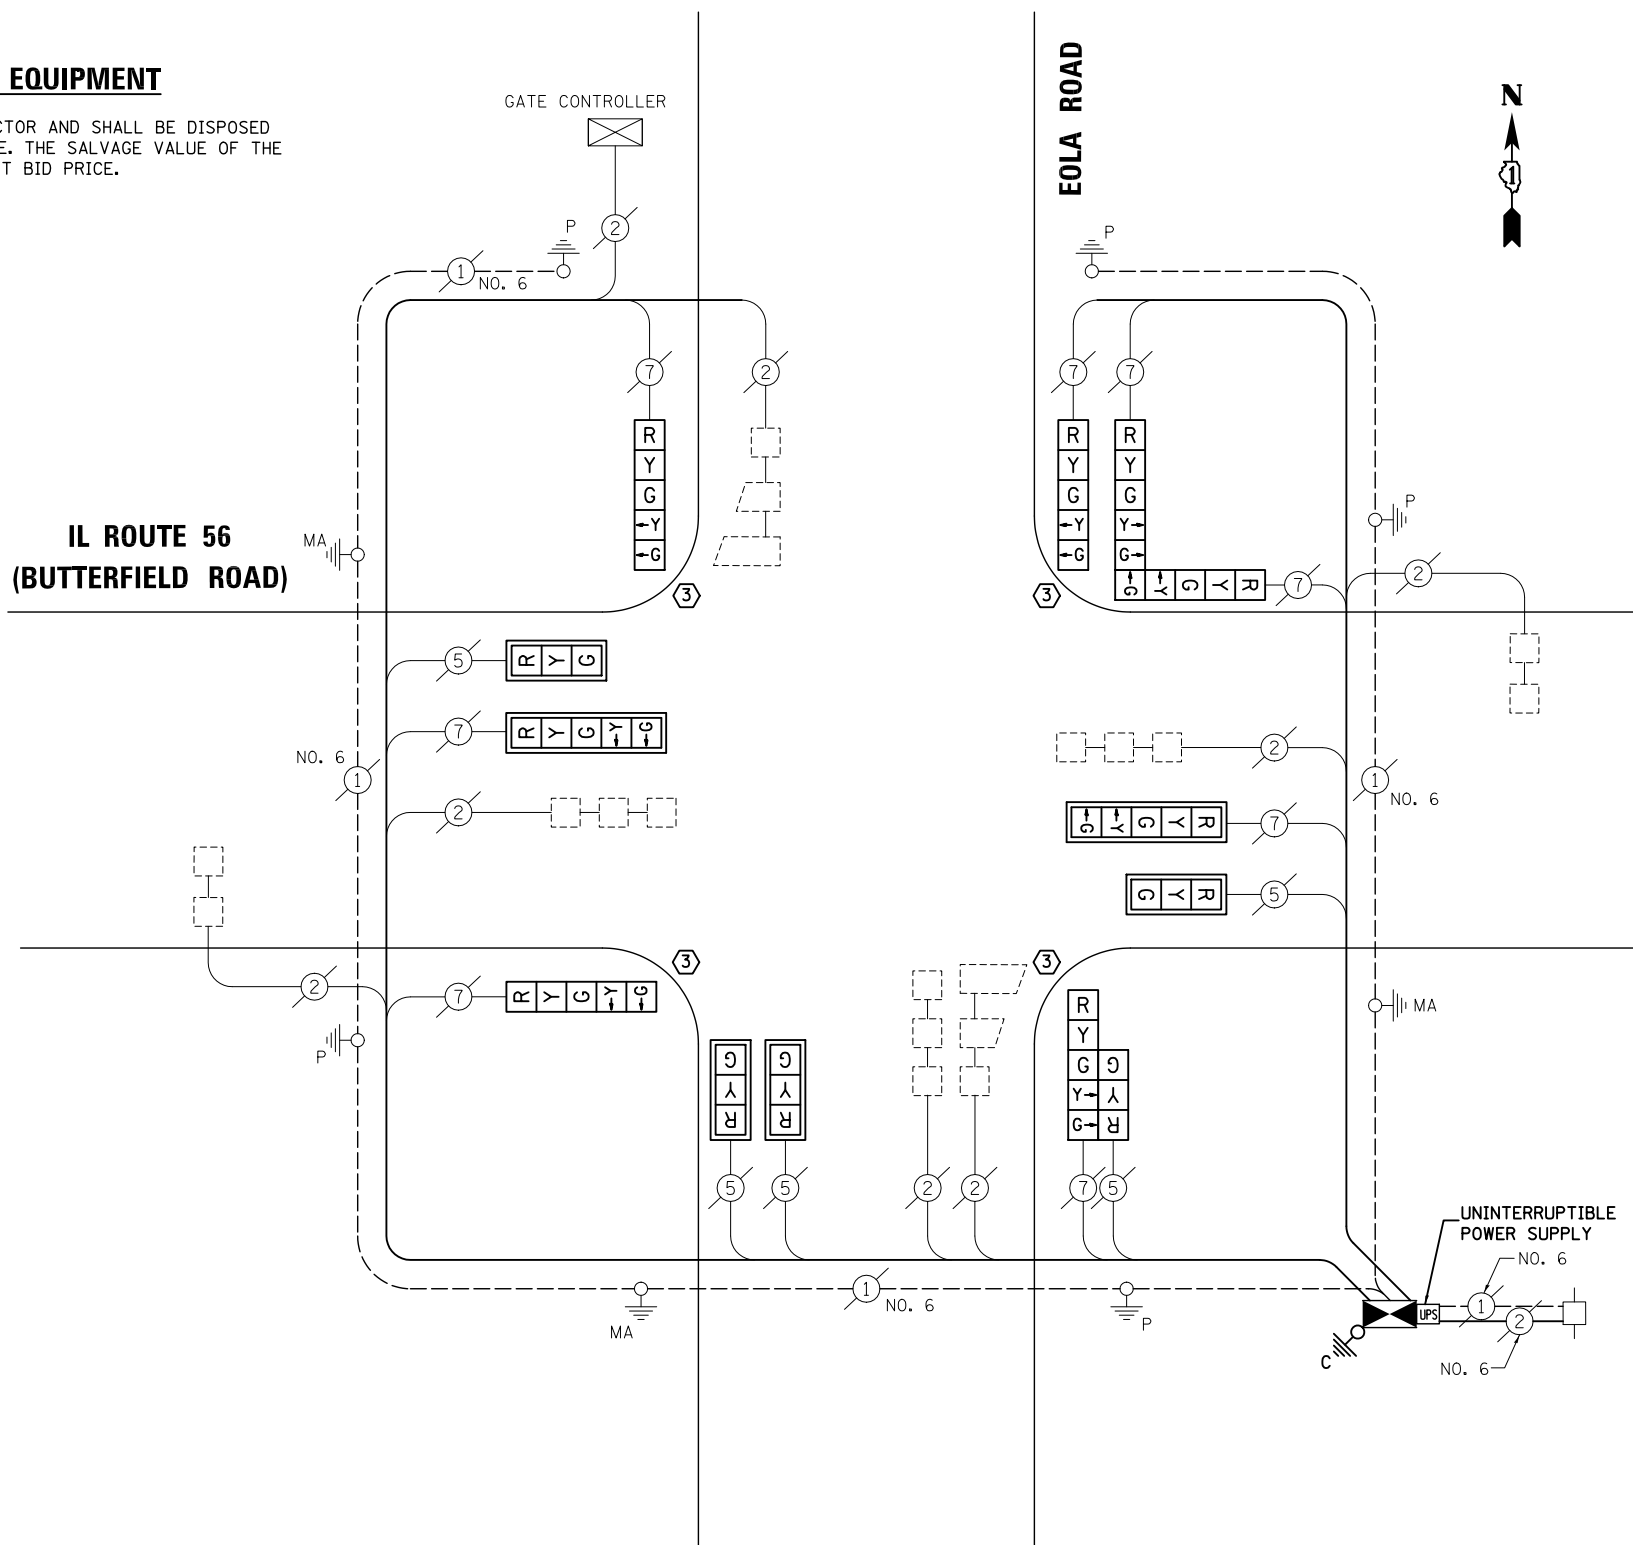 EQUIPMENT
CTOR AND SHALL BE DISPOSED
E. THE SALVAGE VALUE OF THE
T BID PRICE.
GATE CONTROLLER
EOLA ROAD
N
1
2
P
P
1
NO. 6
7
2
7
7
R
Y
G
Y
G
R
Y
G
Y
G
R
Y
G
Y
G
G Y G Y R
7
2
P
IL ROUTE 56
(BUTTERFIELD ROAD)
MA
3
3
5
R Y G
7
R Y G Y G
NO. 6
1
2
2
G Y G Y R
7
G Y R
5
1
NO. 6
3
3
2
7
R Y G Y G
P
MA
G
Y
R
G
Y
R
R
Y
G
Y
G
G
Y
R
5
5
2
2
7
5
UNINTERRUPTIBLE
POWER SUPPLY
NO. 6
1
NO. 6
MA
P
UPS
1
2
C
NO. 6